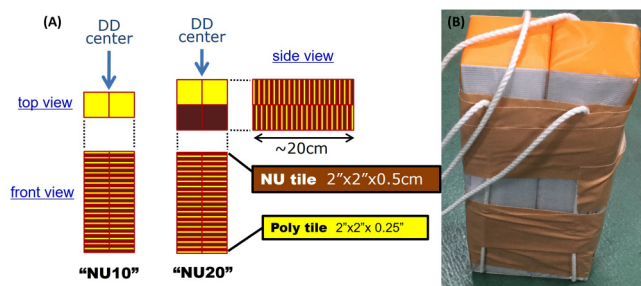 (A)
DD
center
DD
center
side view
top view
~20cm
NU tile 2”x2”x0.5cm
front view
Poly tile 2”x2”x 0.25”
“NU10”
“NU20”
(B)